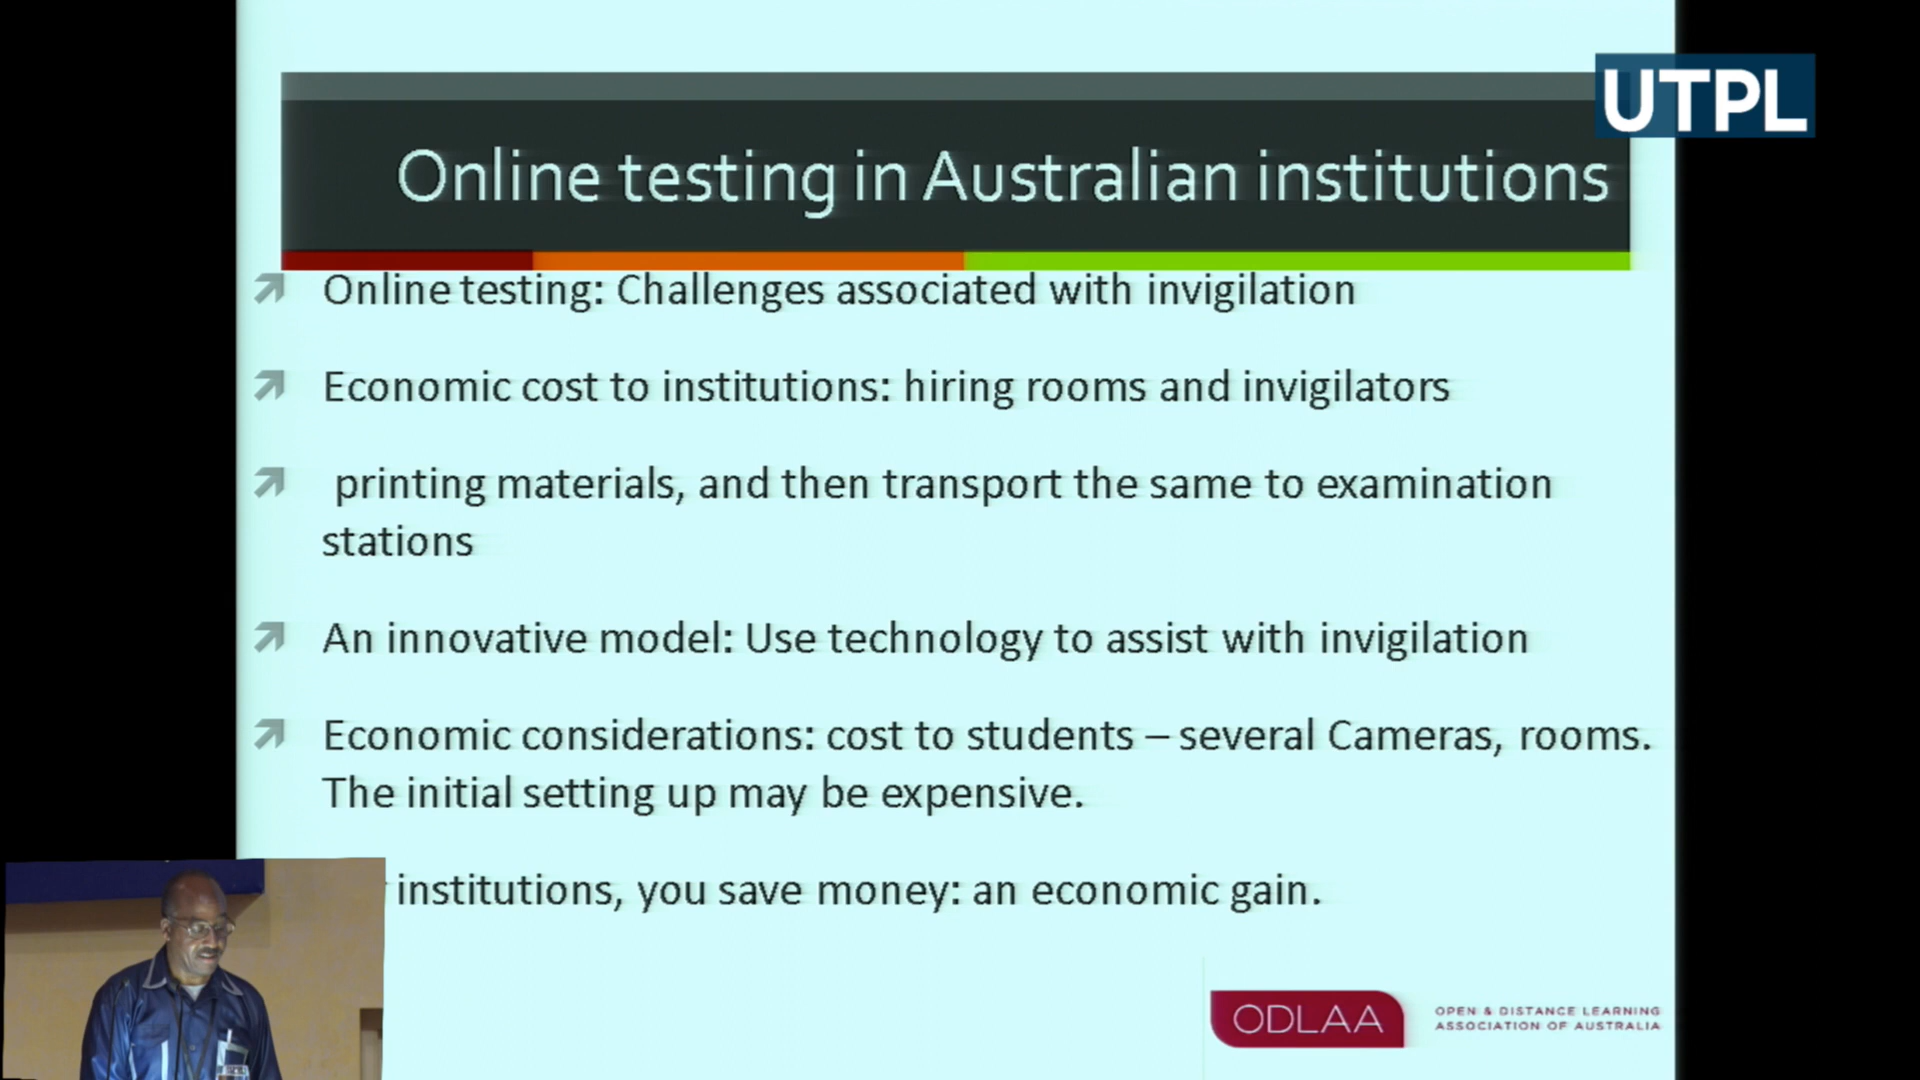 UTPL
Online testing in Australian institutions
Online testing: Challenges associated with invigilation
Economic cost to institutions: hiring rooms and invigilators
printing materials, and then transport the same to examination
stations
An innovative model: Use technology to assist with invigilation
Economic considerations: cost to students – several Cameras, rooms.
The initial setting up may be expensive.
institutions, you save money: an economic gain.
ODLAA
OPEN & DISTANCE LEARNING
ASSOCIATION OF AUSTRALIA